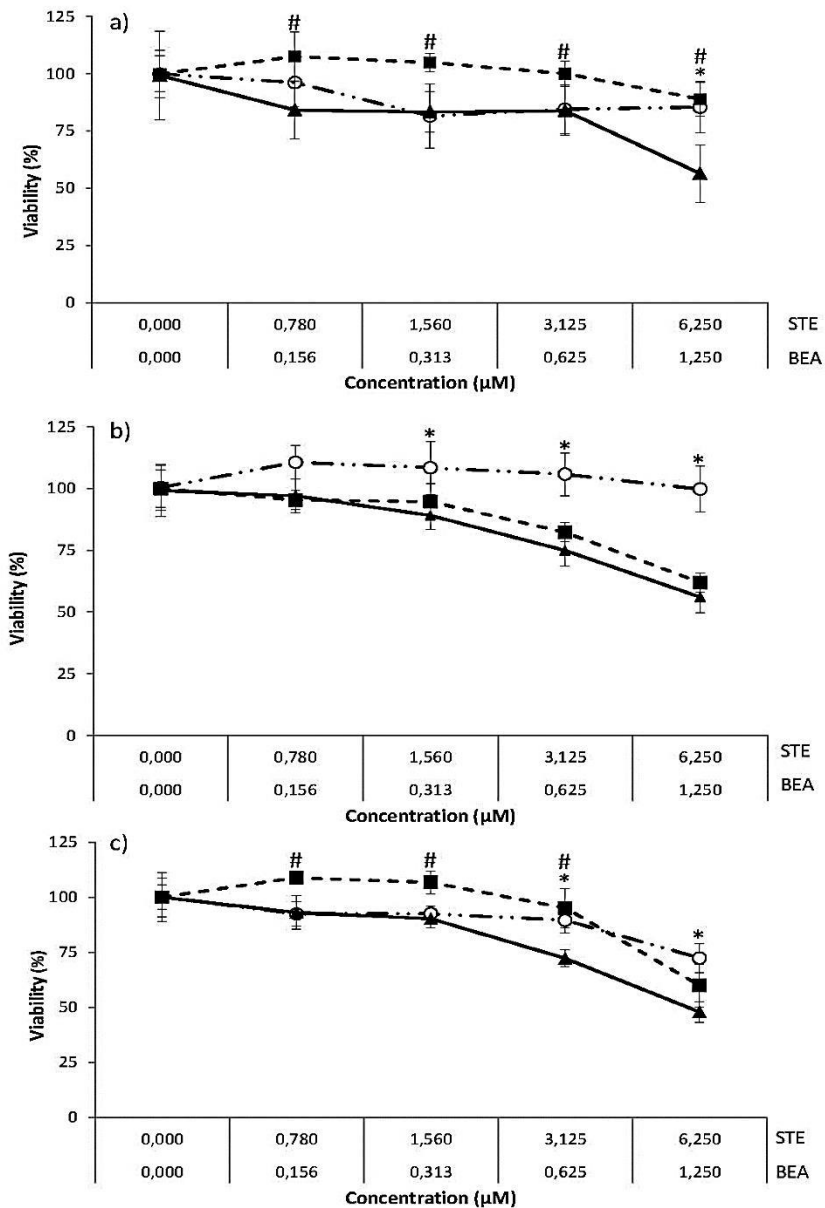 a)
Viability (%)
125
# # # #
100
*
75
50
25
0
0,000 0,780 1,560 3,125 6,250 STE
0,000 0,156 0,313 0,625 1,250 BEA
Concentration (µM)
b)
Viability (%)
125
* * *
100
75
50
25
0
0,000 0,780 1,560 3,125 6,250 STE
0,000 0,156 0,313 0,625 1,250 BEA
Concentration (µM)
c)
Viability (%)
125
# # #
* *
100
75
50
25
0
0,000 0,780 1,560 3,125 6,250 STE
0,000 0,156 0,313 0,625 1,250 BEA
Concentration (µM)